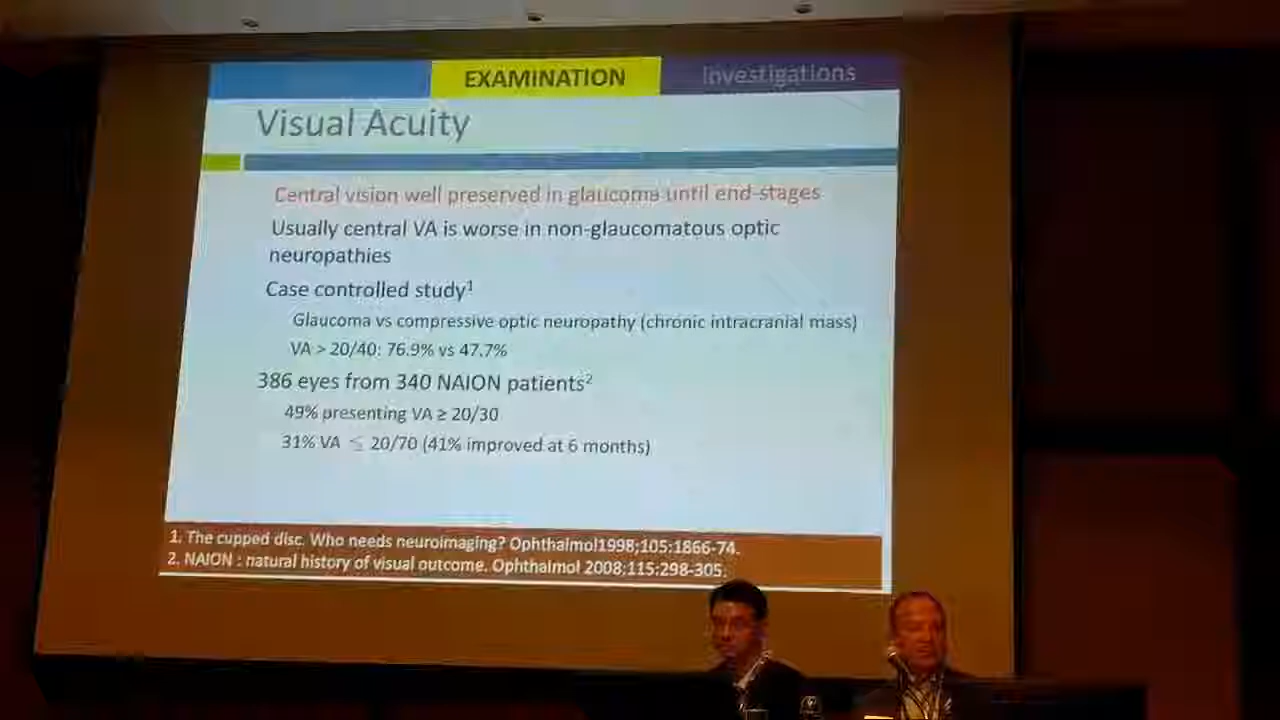 EXAMINATION
Investigations
Visual Acuity
Central vision well preserved in glaucoma until end-stages
Usually central VA is worse in non-glaucomatous optic
neuropathies
Case controlled study¹
Glaucoma vs compressive optic neuropathy (chronic intracranial mass)
VA > 20/40: 76.9% vs 47.7%
386 eyes from 340 NAION patients²
49% presenting VA ≥ 20/30
31% VA ≤ 20/70 (41% improved at 6 months)
1. The cupped disc. Who needs neuroimaging? Ophthalmol1998;105:1866-74.
2. NAION : natural history of visual outcome. Ophthalmol 2008;115:298-305.